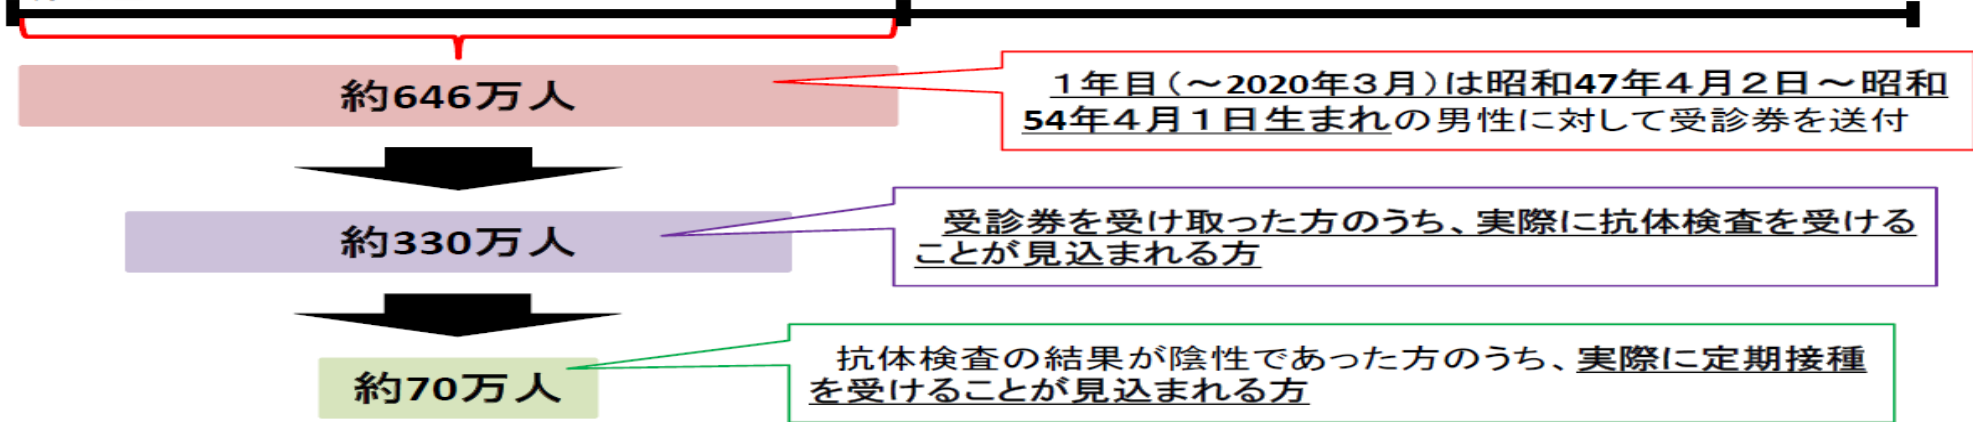 約646万人
１年目(～2020年３月)は昭和47年４月２日～昭和
54年４月１日生まれの男性に対して受診券を送付
約330万人
受診券を受け取った方のうち、実際に抗体検査を受ける
ことが見込まれる方
約70万人
抗体検査の結果が陰性であった方のうち、実際に定期接種
を受けることが見込まれる方